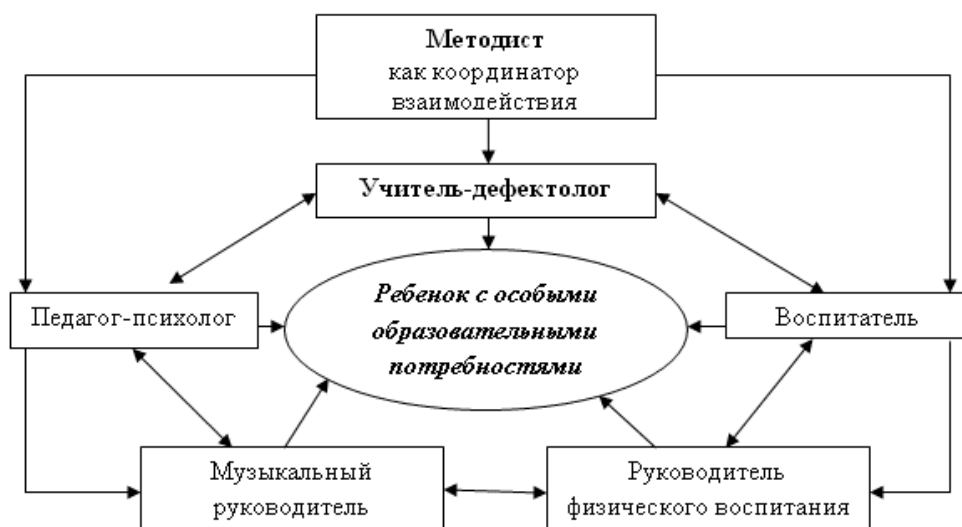 Методист
как координатор
взаимодействия
Учитель-дефектолог
Педагог-психолог
Ребенок с особыми
образовательными
потребностями
Воспитатель
Музыкальный
руководитель
Руководитель
физического воспитания